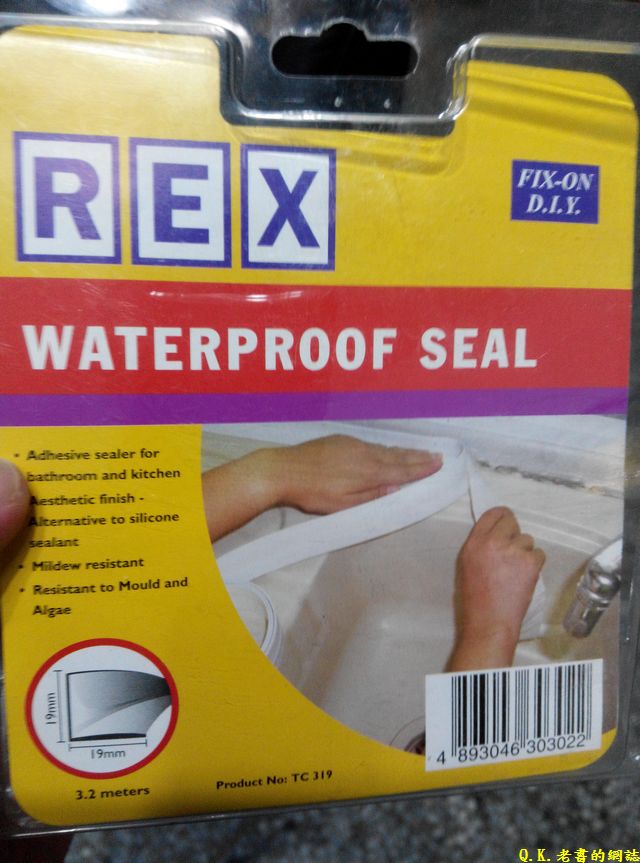 REX
FIX-ON
D.I.Y.
WATERPROOF SEAL
• Adhesive sealer for
bathroom and kitchen
Aesthetic finish -
Alternative to silicone
sealant
• Mildew resistant
• Resistant to Mould and
Algae
19mm
19mm
3.2 meters
Product No: TC 319
4 893046 303022
Q.K.老書的網誌